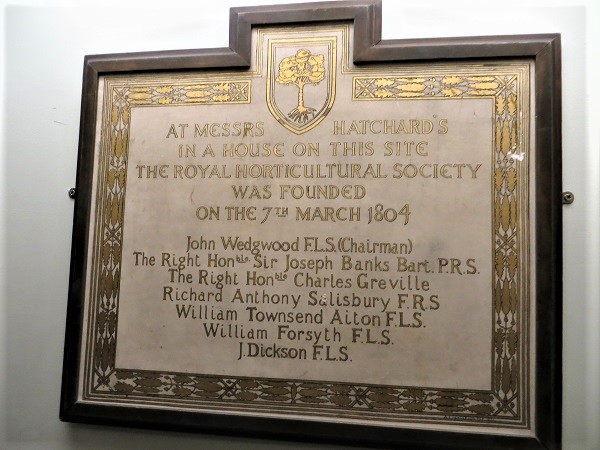 AT MESSRS HATCHARD'S
IN A HOUSE ON THIS SITE
THE ROYAL HORTICULTURAL SOCIETY
WAS FOUNDED
ON THE 7TH MARCH 1804
John Wedgwood F.L.S. (Chairman)
The Right Honble. Sir Joseph Banks Bart. P.R.S.
The Right Honble Charles Greville
Richard Anthony Salisbury F.R.S
William Townsend Aiton F.L.S.
William Forsyth F.L.S.
J. Dickson F.L.S.